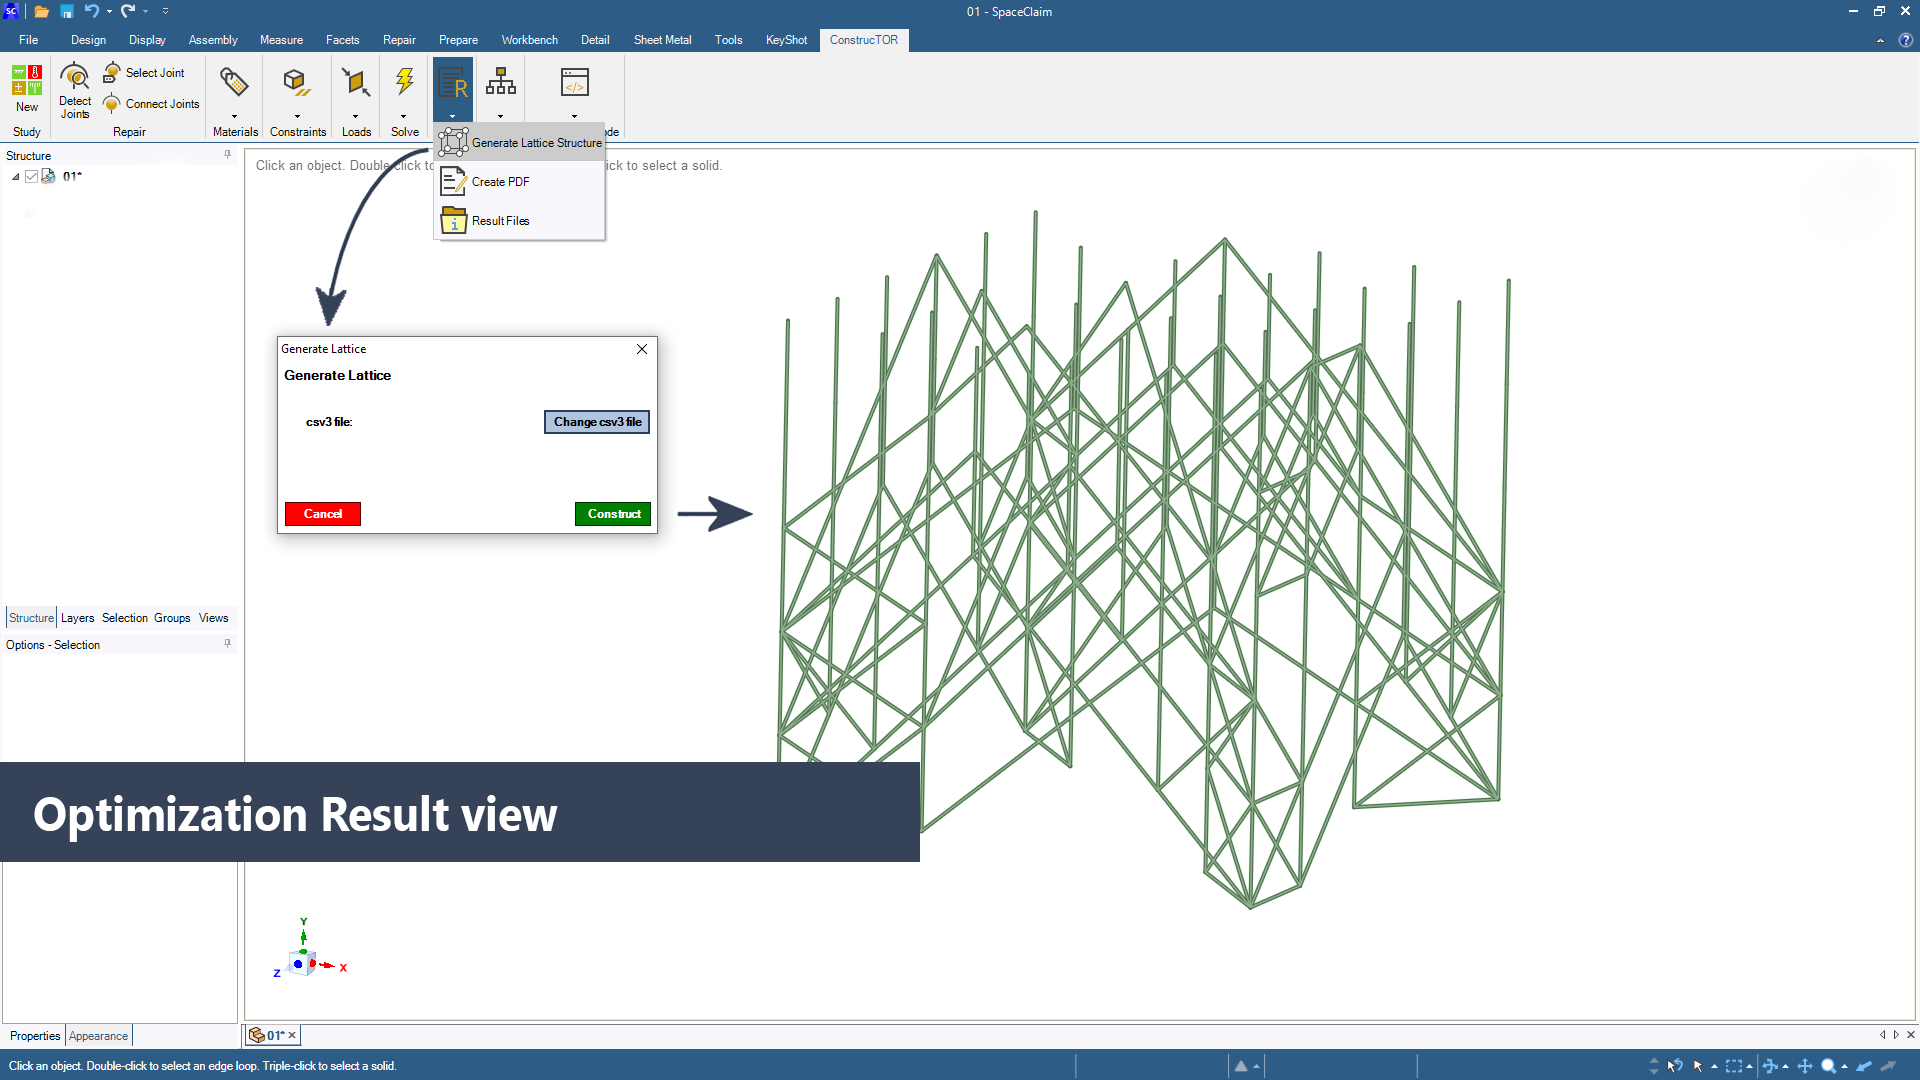 SC
01 - SpaceClaim
File Design Display Assembly Measure Facets Repair Prepare Workbench Detail Sheet Metal Tools KeyShot ConstrucTOR
New
Study
Detect
Joints
Select Joint
Connect Joints
Repair
Materials
Constraints
Loads
Solve
R
</>
de
Generate Lattice Structure
Create PDF
Result Files
Structure
01*
Click an object. Double-click to
ick to select a solid.
Generate Lattice
Generate Lattice
csv3 file:
Change csv3 file
Cancel
Construct
Structure Layers Selection Groups Views
Options - Selection
Optimization Result view
Y
Z
X
Properties Appearance
01*
Click an object. Double-click to select an edge loop. Triple-click to select a solid.